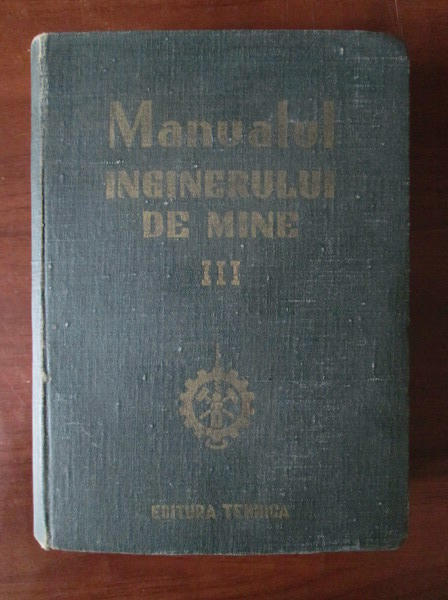 Manualul
INGINERULUI
DE MINE
III
EDITURA TEHNICA